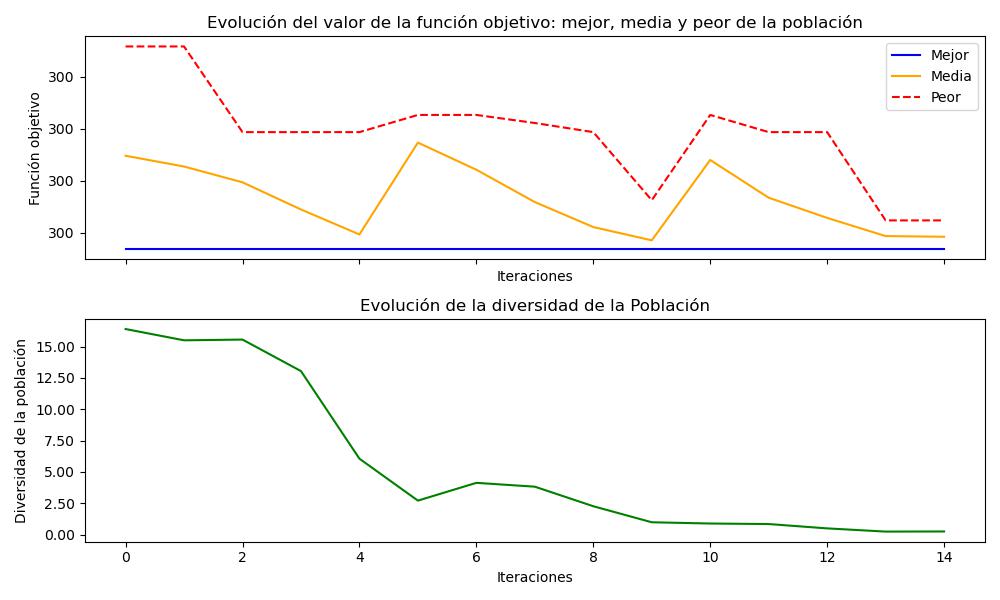 Evolución del valor de la función objetivo: mejor, media y peor de la población
Función objetivo
300
300
300
300
Mejor
Media
Peor
Iteraciones
Evolución de la diversidad de la Población
Diversidad de la población
15.00
12.50
10.00
7.50
5.00
2.50
0.00
0 2 4 6 8 10 12 14
Iteraciones